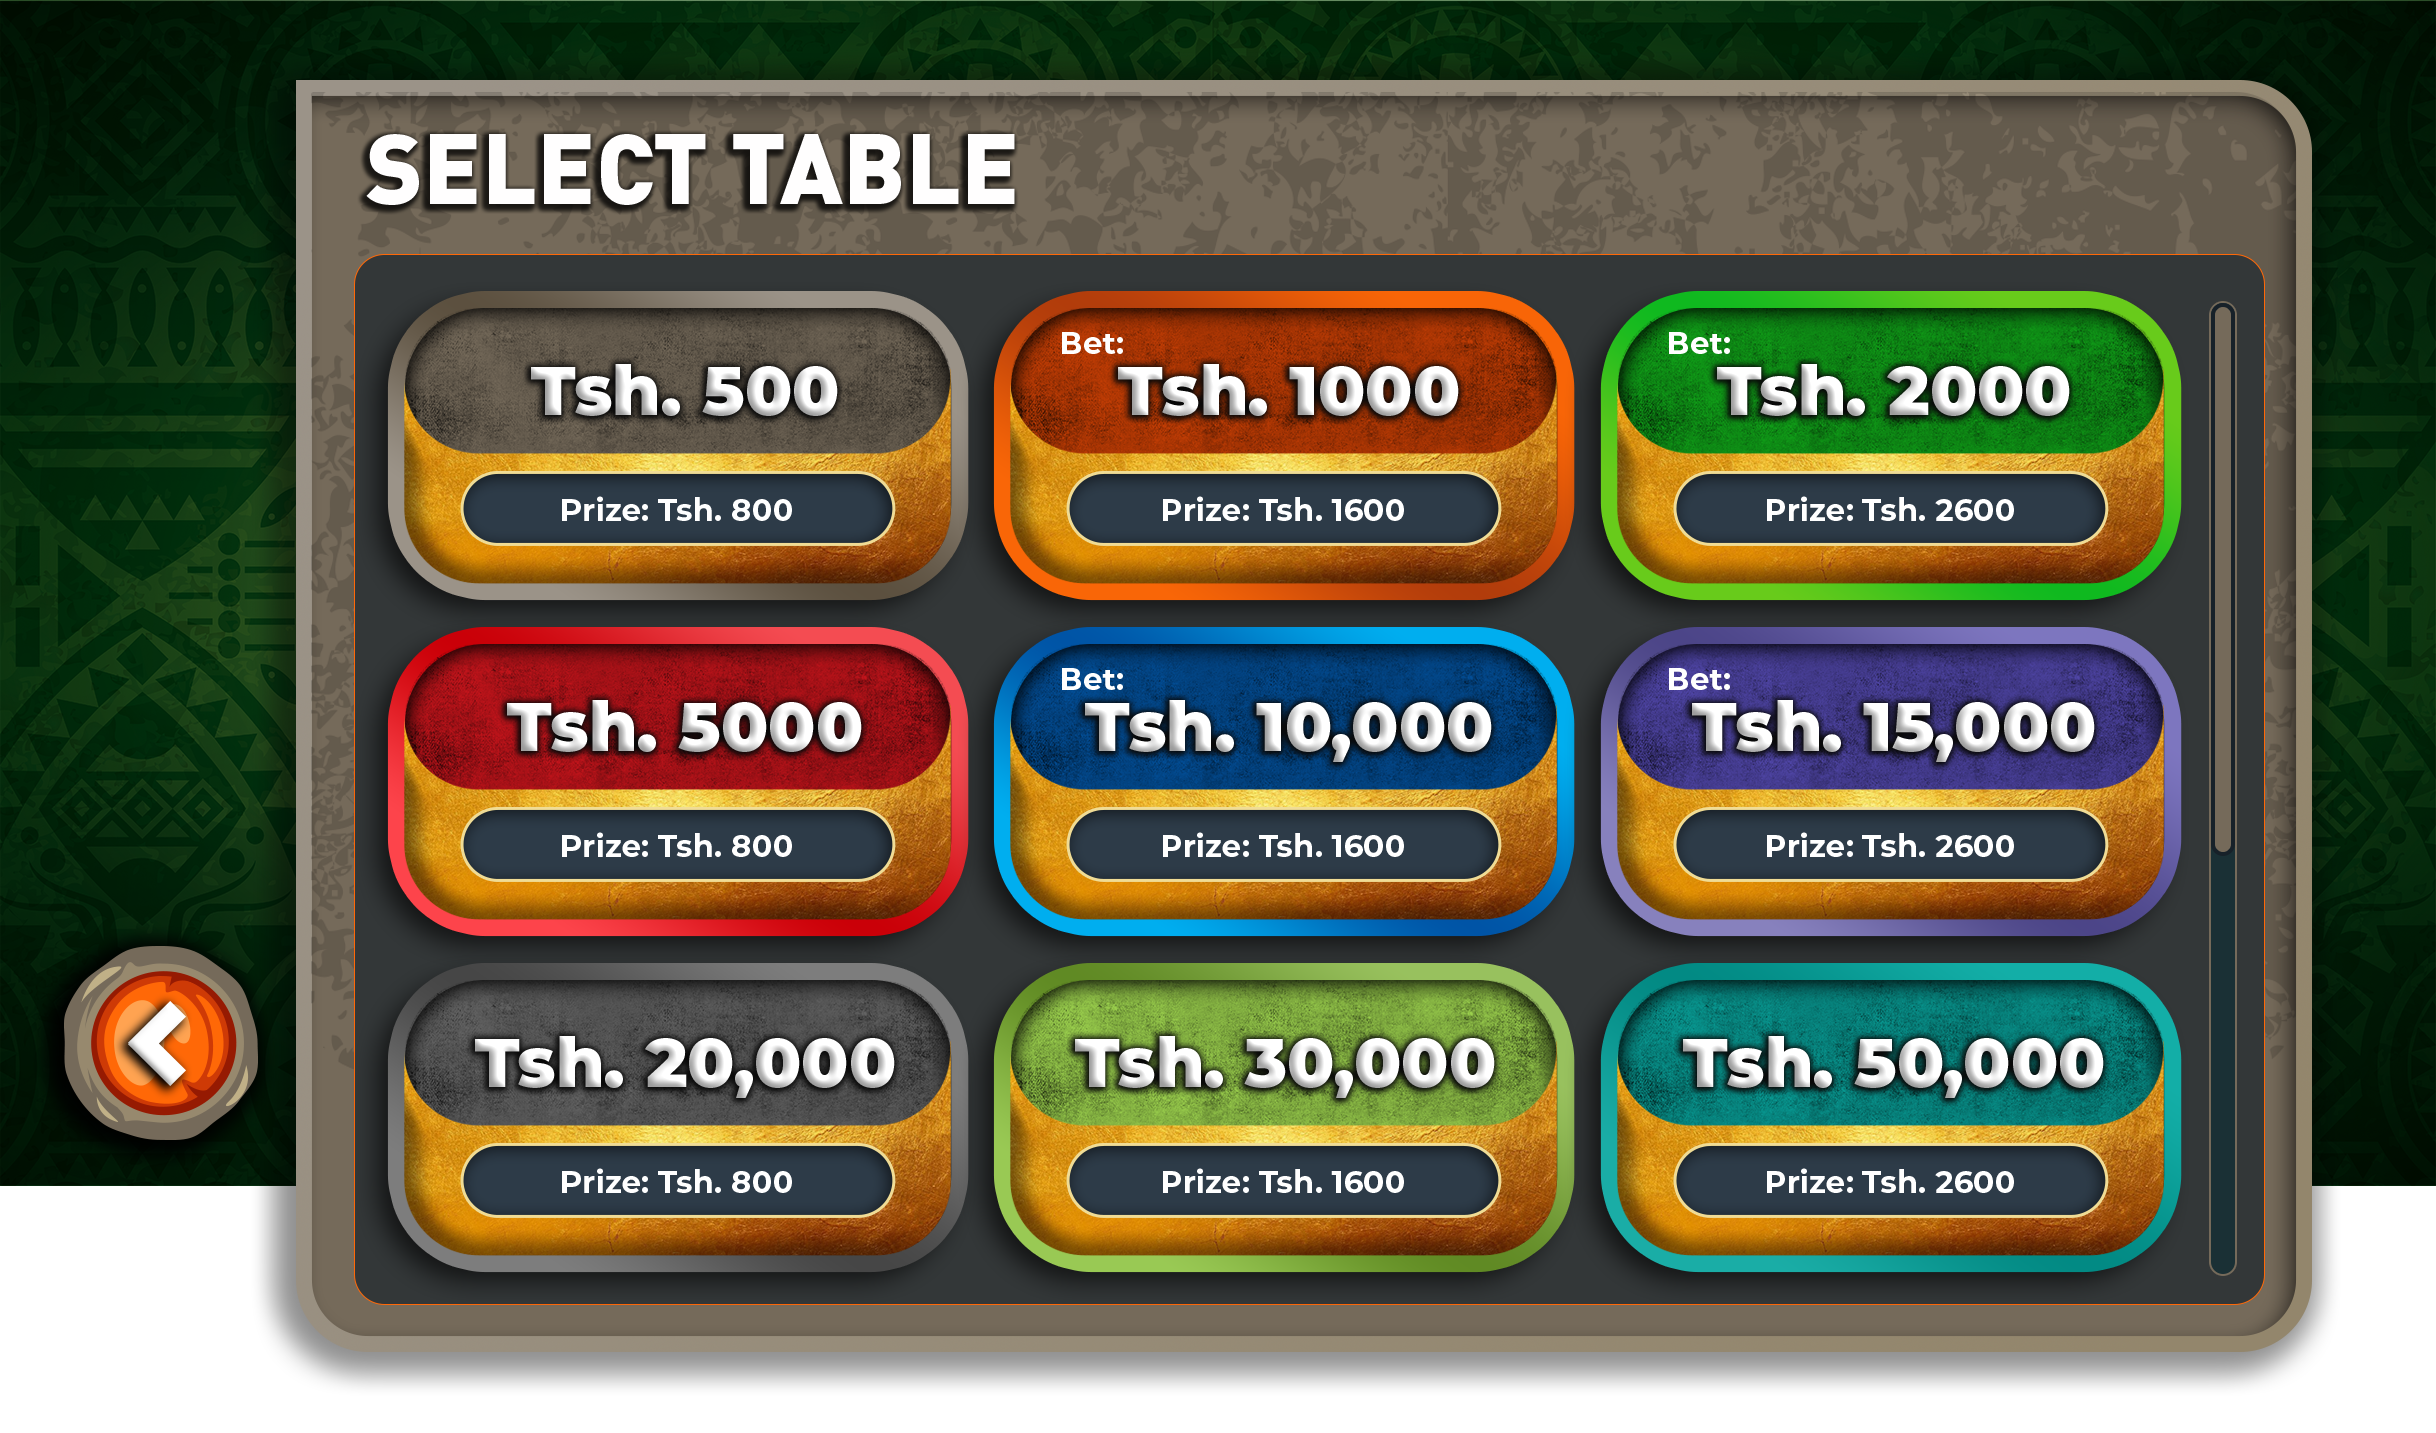 SELECT TABLE
Tsh. 500
Prize: Tsh. 800
Bet:
Tsh. 1000
Prize: Tsh. 1600
Bet:
Tsh. 2000
Prize: Tsh. 2600
Tsh. 5000
Prize: Tsh. 800
Bet:
Tsh. 10,000
Prize: Tsh. 1600
Bet:
Tsh. 15,000
Prize: Tsh. 2600
Tsh. 20,000
Prize: Tsh. 800
Tsh. 30,000
Prize: Tsh. 1600
Tsh. 50,000
Prize: Tsh. 2600